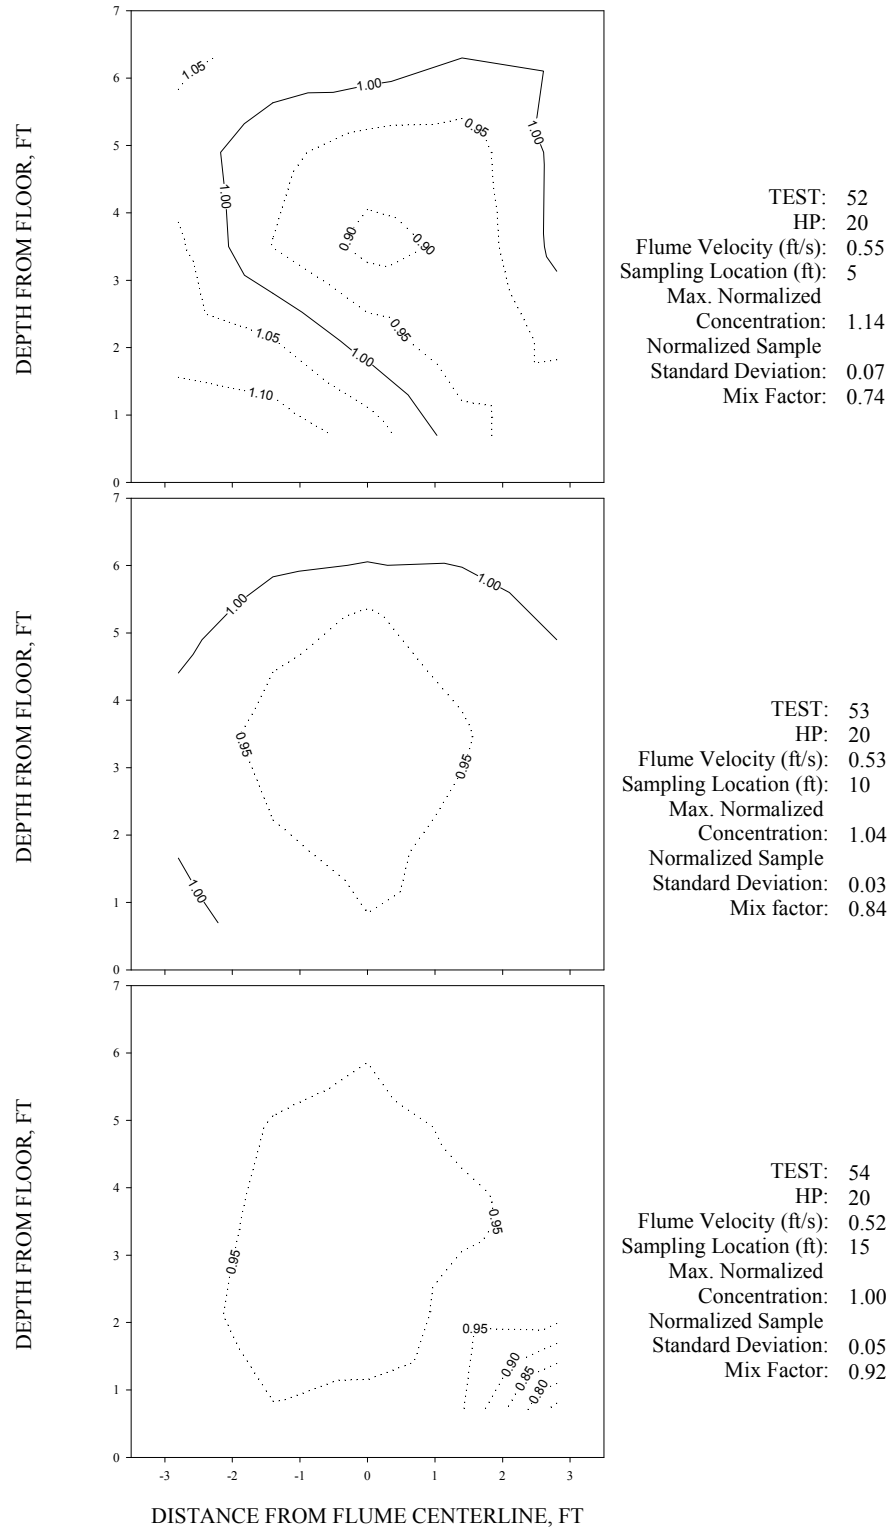 DEPTH FROM FLOOR, FT
7
6
5
4
3
2
1
0
1.05
1.00
0.95
1.00
1.00
0.90
0.90
0.95
1.05
1.00
1.10
TEST: 52
HP: 20
Flume Velocity (ft/s): 0.55
Sampling Location (ft): 5
Max. Normalized
Concentration: 1.14
Normalized Sample
Standard Deviation: 0.07
Mix Factor: 0.74
DEPTH FROM FLOOR, FT
7
6
5
4
3
2
1
0
1.00
1.00
0.95
0.95
1.00
TEST: 53
HP: 20
Flume Velocity (ft/s): 0.53
Sampling Location (ft): 10
Max. Normalized
Concentration: 1.04
Normalized Sample
Standard Deviation: 0.03
Mix factor: 0.84
DEPTH FROM FLOOR, FT
7
6
5
4
3
2
1
0
0.95
0.95
0.95
0.90
0.85
0.80
TEST: 54
HP: 20
Flume Velocity (ft/s): 0.52
Sampling Location (ft): 15
Max. Normalized
Concentration: 1.00
Normalized Sample
Standard Deviation: 0.05
Mix Factor: 0.92
-3 -2 -1 0 1 2 3
DISTANCE FROM FLUME CENTERLINE, FT